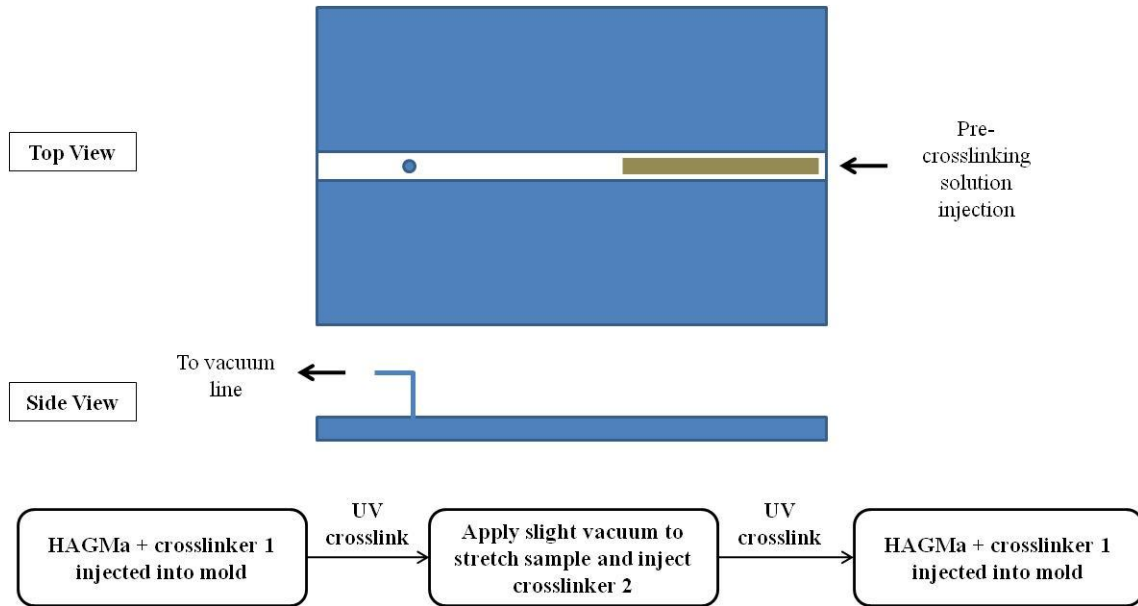 Top View
Pre-
crosslinking
solution
injection
To vacuum
line
Side View
HAGMa + crosslinker 1
injected into mold
UV
crosslink
Apply slight vacuum to
stretch sample and inject
crosslinker 2
UV
crosslink
HAGMa + crosslinker 1
injected into mold